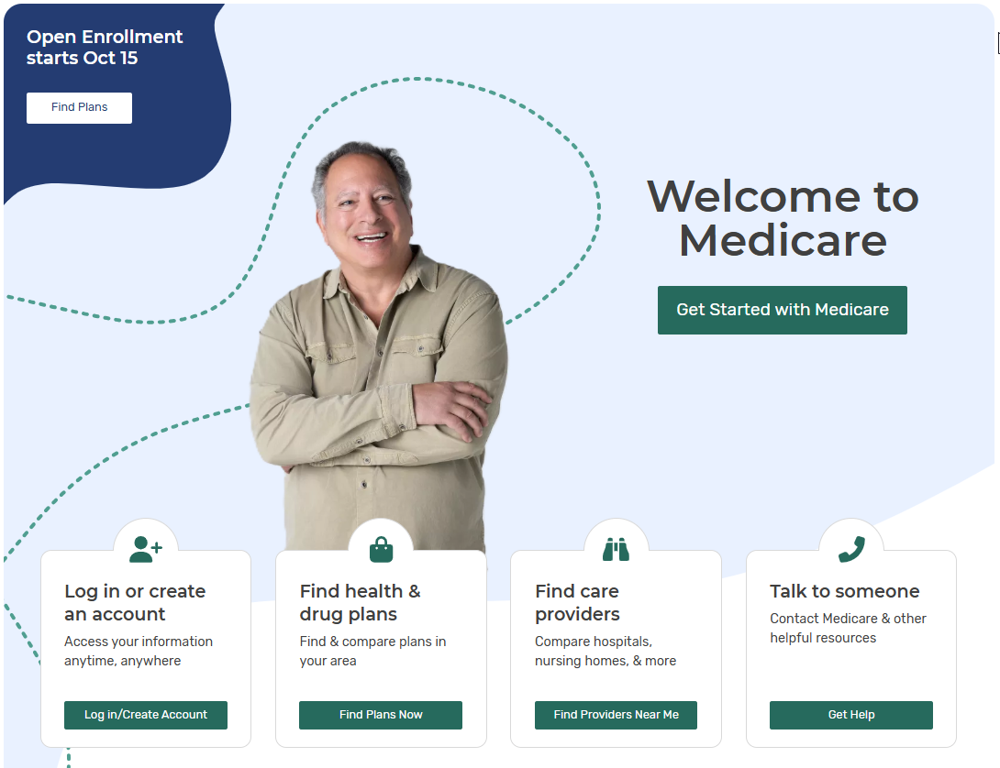 Open Enrollment
starts Oct 15
Find Plans
Welcome to
Medicare
Get Started with Medicare
Log in or create
an account
Access your information
anytime, anywhere
Log in/Create Account
Find health &
drug plans
Find & compare plans in
your area
Find Plans Now
Find care
providers
Compare hospitals,
nursing homes, & more
Find Providers Near Me
Talk to someone
Contact Medicare & other
helpful resources
Get Help